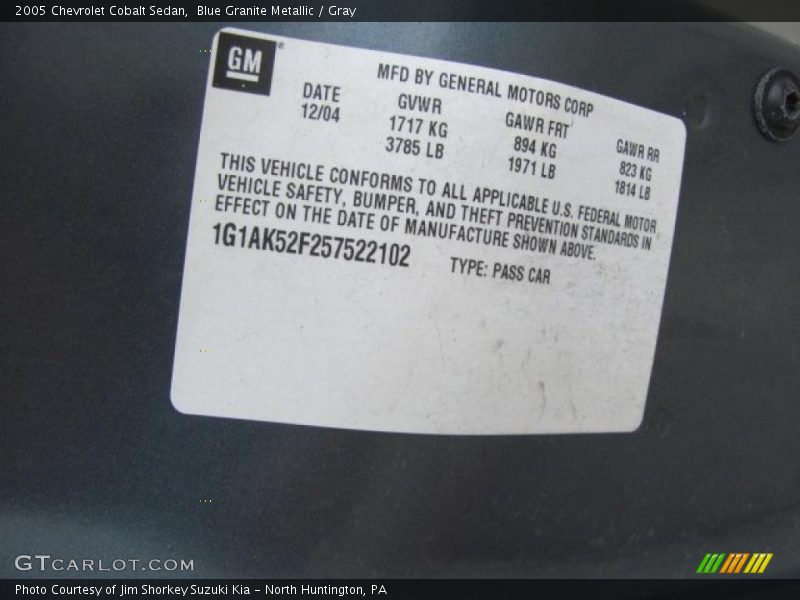 2005 Chevrolet Cobalt Sedan,  Blue Granite Metallic / Gray
GM
MFD BY GENERAL MOTORS CORP
DATE GVWR GAWR FRT GAWR RR
12/04 1717 KG 894 KG 823 KG
3785 LB 1971 LB 1814 LB
THIS VEHICLE CONFORMS TO ALL APPLICABLE U.S. FEDERAL MOTOR
VEHICLE SAFETY, BUMPER, AND THEFT PREVENTION STANDARDS IN
EFFECT ON THE DATE OF MANUFACTURE SHOWN ABOVE.
1G1AK52F257522102 TYPE: PASS CAR
GTCARLOT.COM
Photo Courtesy of Jim Shorkey Suzuki Kia – North Huntington, PA